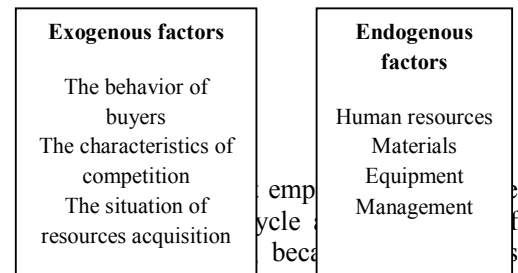 Exogenous factors
The behavior of
buyers
The characteristics of
competition
The situation of
resources acquisition
Endogenous
factors
Human resources
Materials
Equipment
Management